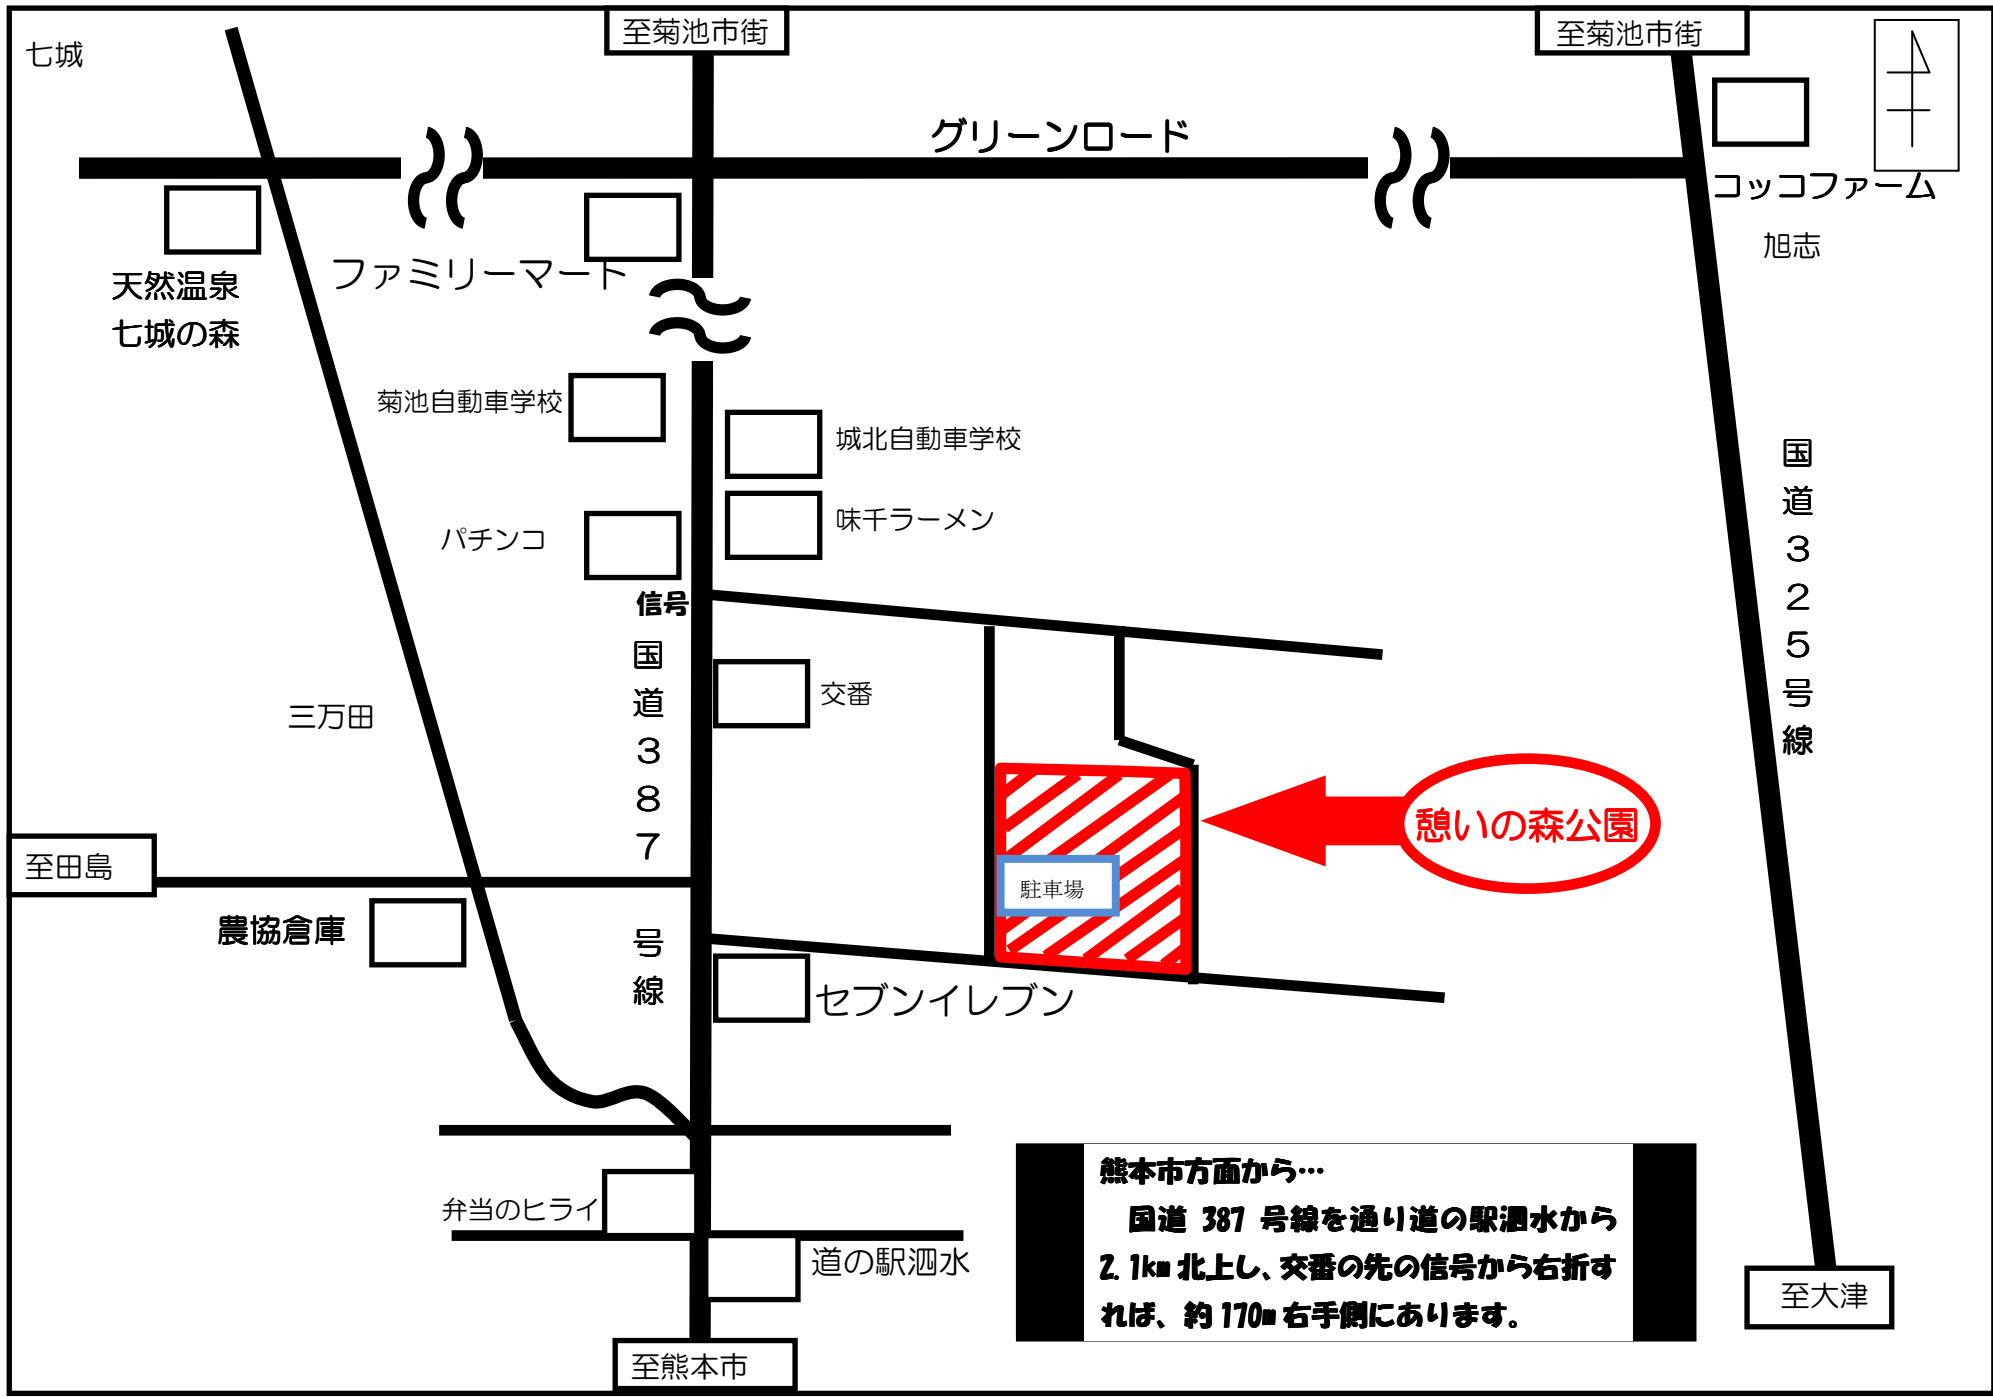 至菊池市街
至菊池市街
七城
グリーンロード
コッコファーム
旭志
天然温泉
七城の森
ファミリーマート
菊池自動車学校
城北自動車学校
味千ラーメン
パチンコ
信号
国道387号線
国道325号線
交番
三万田
憩いの森公園
駐車場
至田島
農協倉庫
セブンイレブン
弁当のヒライ
道の駅泗水
熊本市方面から…
国道 387 号線を通り道の駅泗水から
2.1km北上し、交番の先の信号から右折す
れば、約170m右手側にあります。
至大津
至熊本市